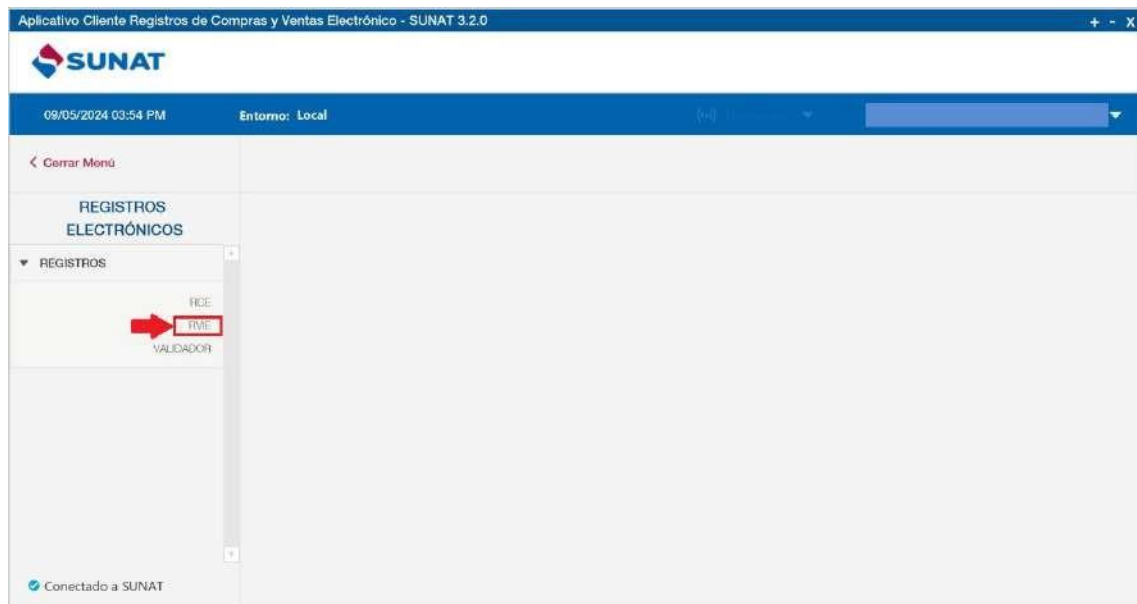 Aplicativo Cliente Registros de Compras y Ventas Electrónico - SUNAT 3.2.0
+ - X
SUNAT
09/05/2024 03:54 PM
Entorno: Local
Cerrar Menú
REGISTROS
ELECTRÓNICOS
REGISTROS
RCE
RVIE
VALIDADOR
Conectado a SUNAT